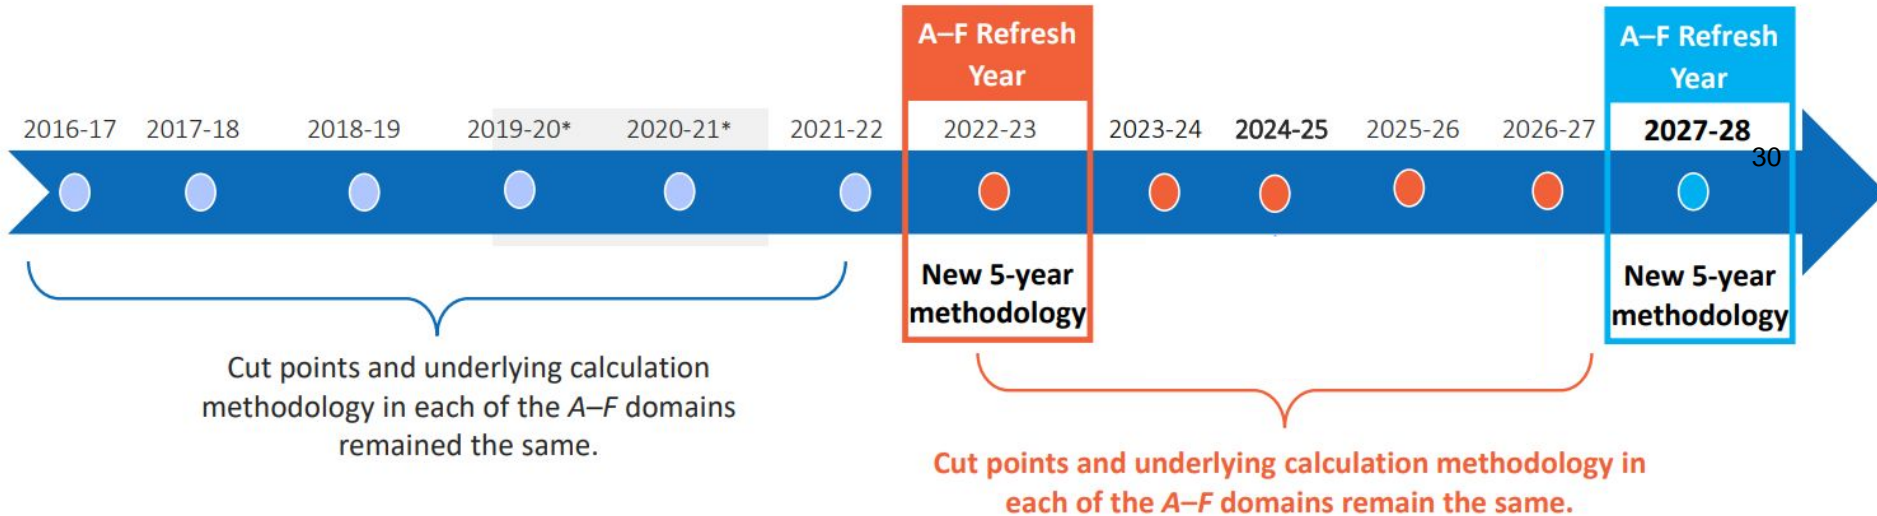 A–F Refresh
Year
A–F Refresh
Year
2016-17 2017-18 2018-19 2019-20* 2020-21* 2021-22 2022-23 2023-24 2024-25 2025-26 2026-27 2027-28
30
New 5-year
methodology
New 5-year
methodology
Cut points and underlying calculation
methodology in each of the A–F domains
remained the same.
Cut points and underlying calculation methodology in
each of the A–F domains remain the same.